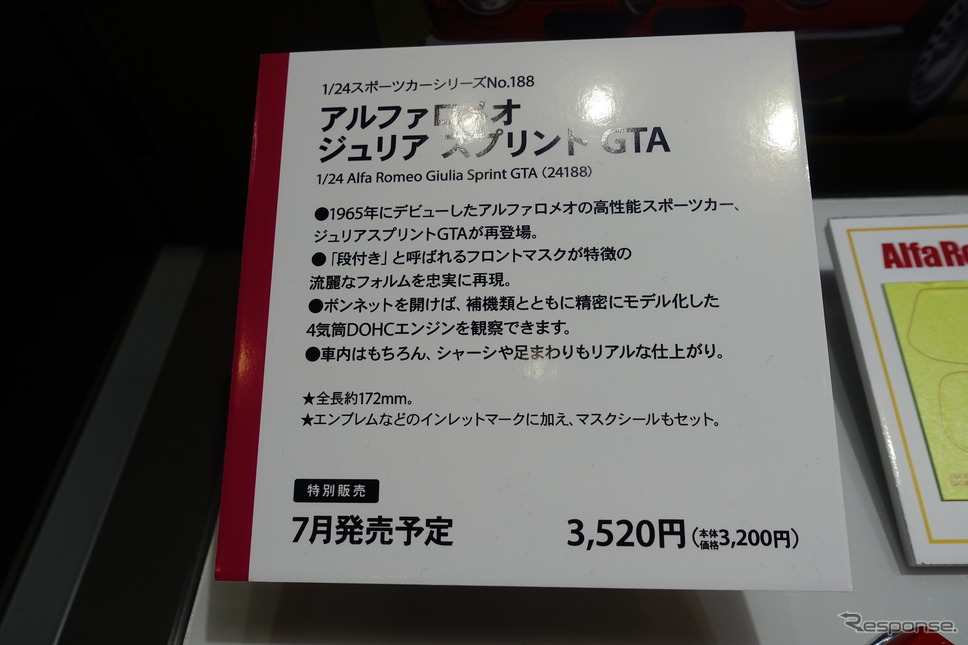 1/24スポーツカーシリーズNo.188
アルファロメオ
ジュリア スプリント GTA
1/24 Alfa Romeo Giulia Sprint GTA (24188)
●1965年にデビューしたアルファロメオの高性能スポーツカー、
ジュリアスプリントGTAが再登場。
●「段付き」と呼ばれるフロントマスクが特徴の
流麗なフォルムを忠実に再現。
●ボンネットを開けば、補機類とともに精密にモデル化した
4気筒DOHCエンジンを観察できます。
●車内はもちろん、シャーシや足まわりもリアルな仕上がり。
★全長約172mm。
★エンブレムなどのインレットマークに加え、マスクシールもセット。
特別販売
7月発売予定
3,520円(本体価格3,200円)
Alfa Ro
Response.